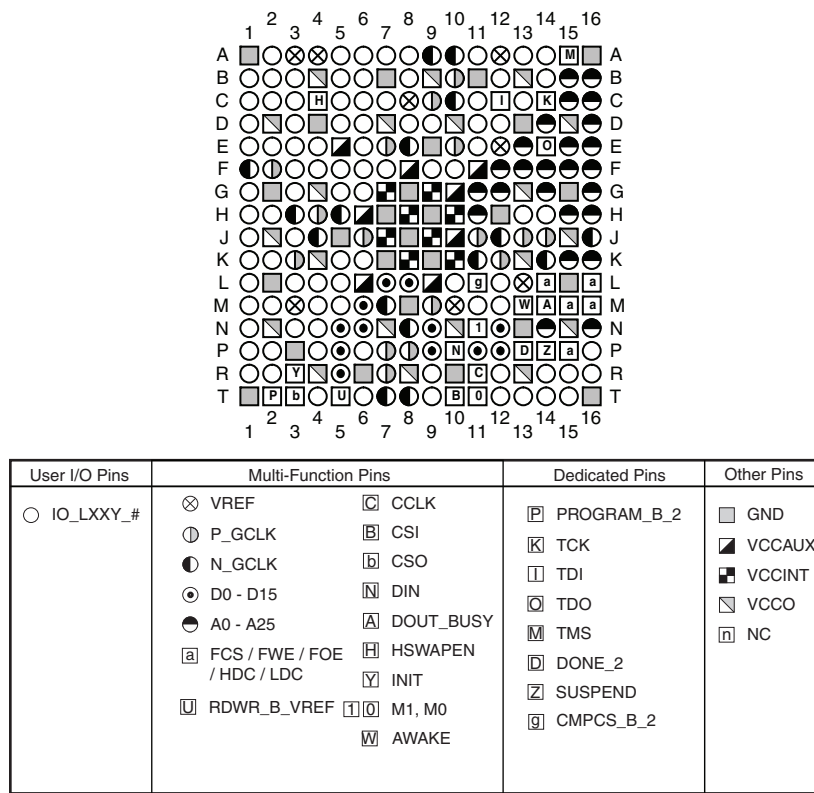 1 2 3 4 5 6 7 8 9 10 11 12 13 14 15 16
A M A
B B
C H I K C
D D
E O E
F F
G G
H H
J J
K K
L g a a L
M W A a a M
N 1 N
P N D Z a P
R Y C R
T P b U B 0 T
1 2 3 4 5 6 7 8 9 10 11 12 13 14 15 16
User I/O Pins Multi-Function Pins Dedicated Pins Other Pins
IO_LXXY_#
VREF
P_GCLK
N_GCLK
D0 - D15
A0 - A25
a FCS / FWE / FOE
/ HDC / LDC
U RDWR_B_VREF
C CCLK
B CSI
b CSO
N DIN
A DOUT_BUSY
H HSWAPEN
Y INIT
1 0 M1, M0
W AWAKE
P PROGRAM_B_2
K TCK
I TDI
O TDO
M TMS
D DONE_2
Z SUSPEND
g CMPCS_B_2
GND
VCCAUX
VCCINT
VCCO
n NC